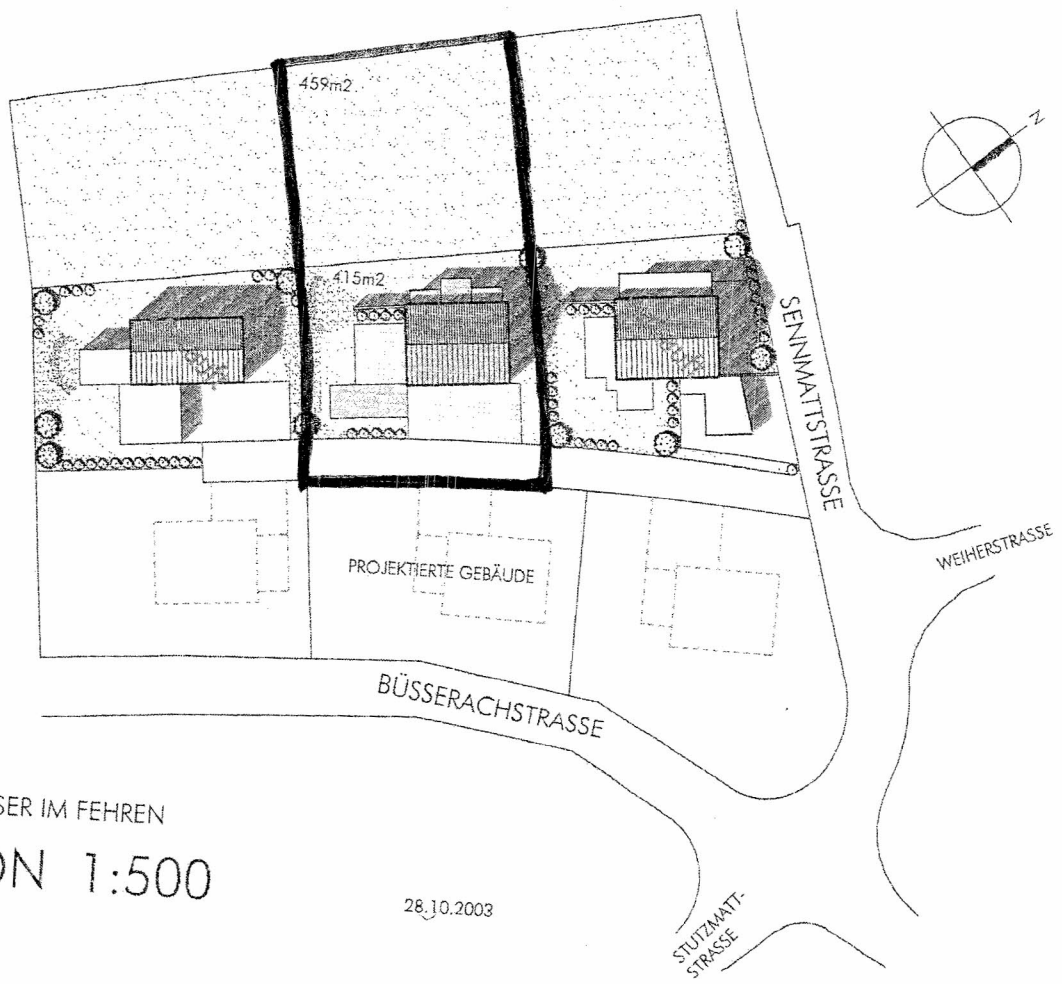 459m2
415m2
N
SENNMATTSTRASSE
WEIHERSTRASSE
PROJEKTIERTE GEBÄUDE
BÜSSERACHSTRASSE
SER IM FEHREN
ON 1:500
28.10.2003
STUTZMATT-
STRASSE